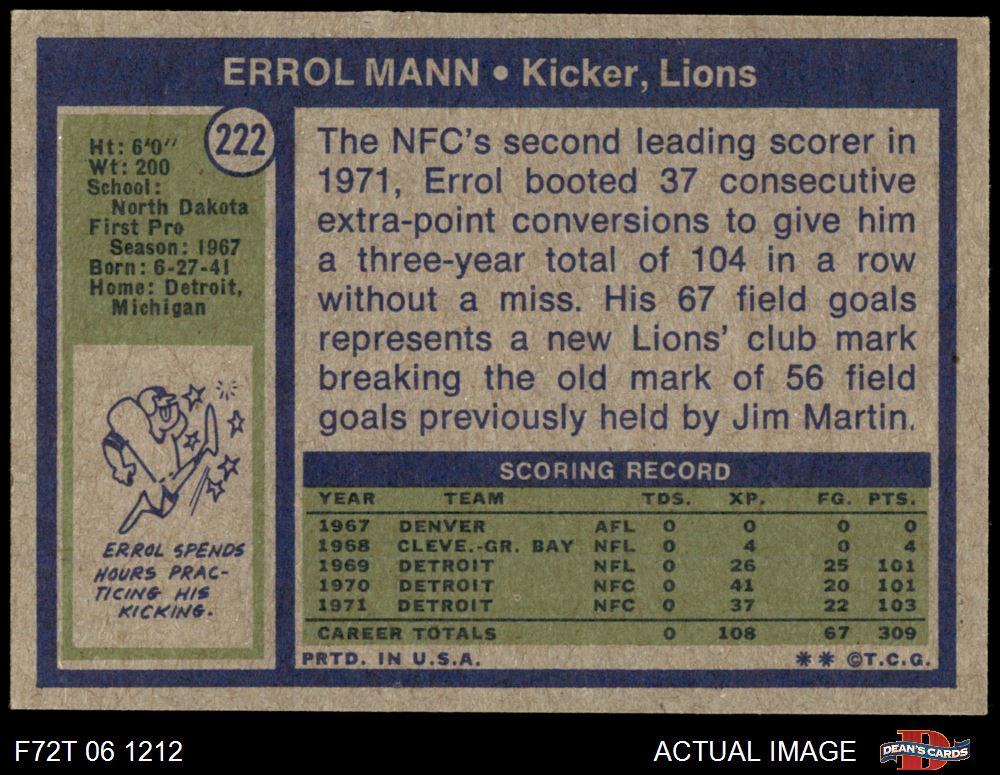 ERROL MANN • Kicker, Lions
222
Ht: 6'0"
Wt: 200
School:
North Dakota
First Pro
Season: 1967
Born: 6-27-41
Home: Detroit,
Michigan
ERROL SPENDS
HOURS PRAC-
TICING HIS
KICKING.
The NFC's second leading scorer in
1971, Errol booted 37 consecutive
extra-point conversions to give him
a three-year total of 104 in a row
without a miss. His 67 field goals
represents a new Lions' club mark
breaking the old mark of 56 field
goals previously held by Jim Martin.
SCORING RECORD
YEAR TEAM TDS. XP. FG. PTS.
1967 DENVER AFL 0 0 0 0
1968 CLEVE.-GR. BAY NFL 0 4 0 4
1969 DETROIT NFL 0 26 25 101
1970 DETROIT NFC 0 41 20 101
1971 DETROIT NFC 0 37 22 103
CAREER TOTALS 0 108 67 309
PRTD. IN U.S.A. ** ©T.C.G.
F72T 06 1212 ACTUAL IMAGE D DEAN'S CARDS